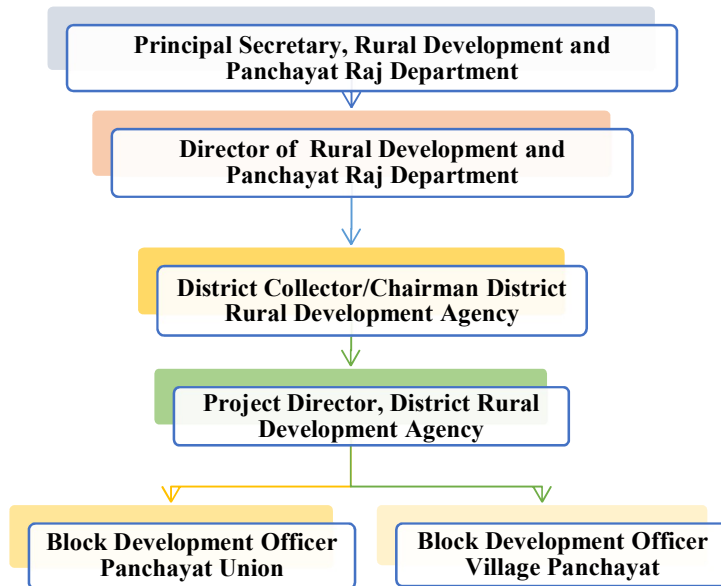 Principal Secretary, Rural Development and
Panchayat Raj Department
Director of Rural Development and
Panchayat Raj Department
District Collector/Chairman District
Rural Development Agency
Project Director, District Rural
Development Agency
Block Development Officer
Panchayat Union
Block Development Officer
Village Panchayat